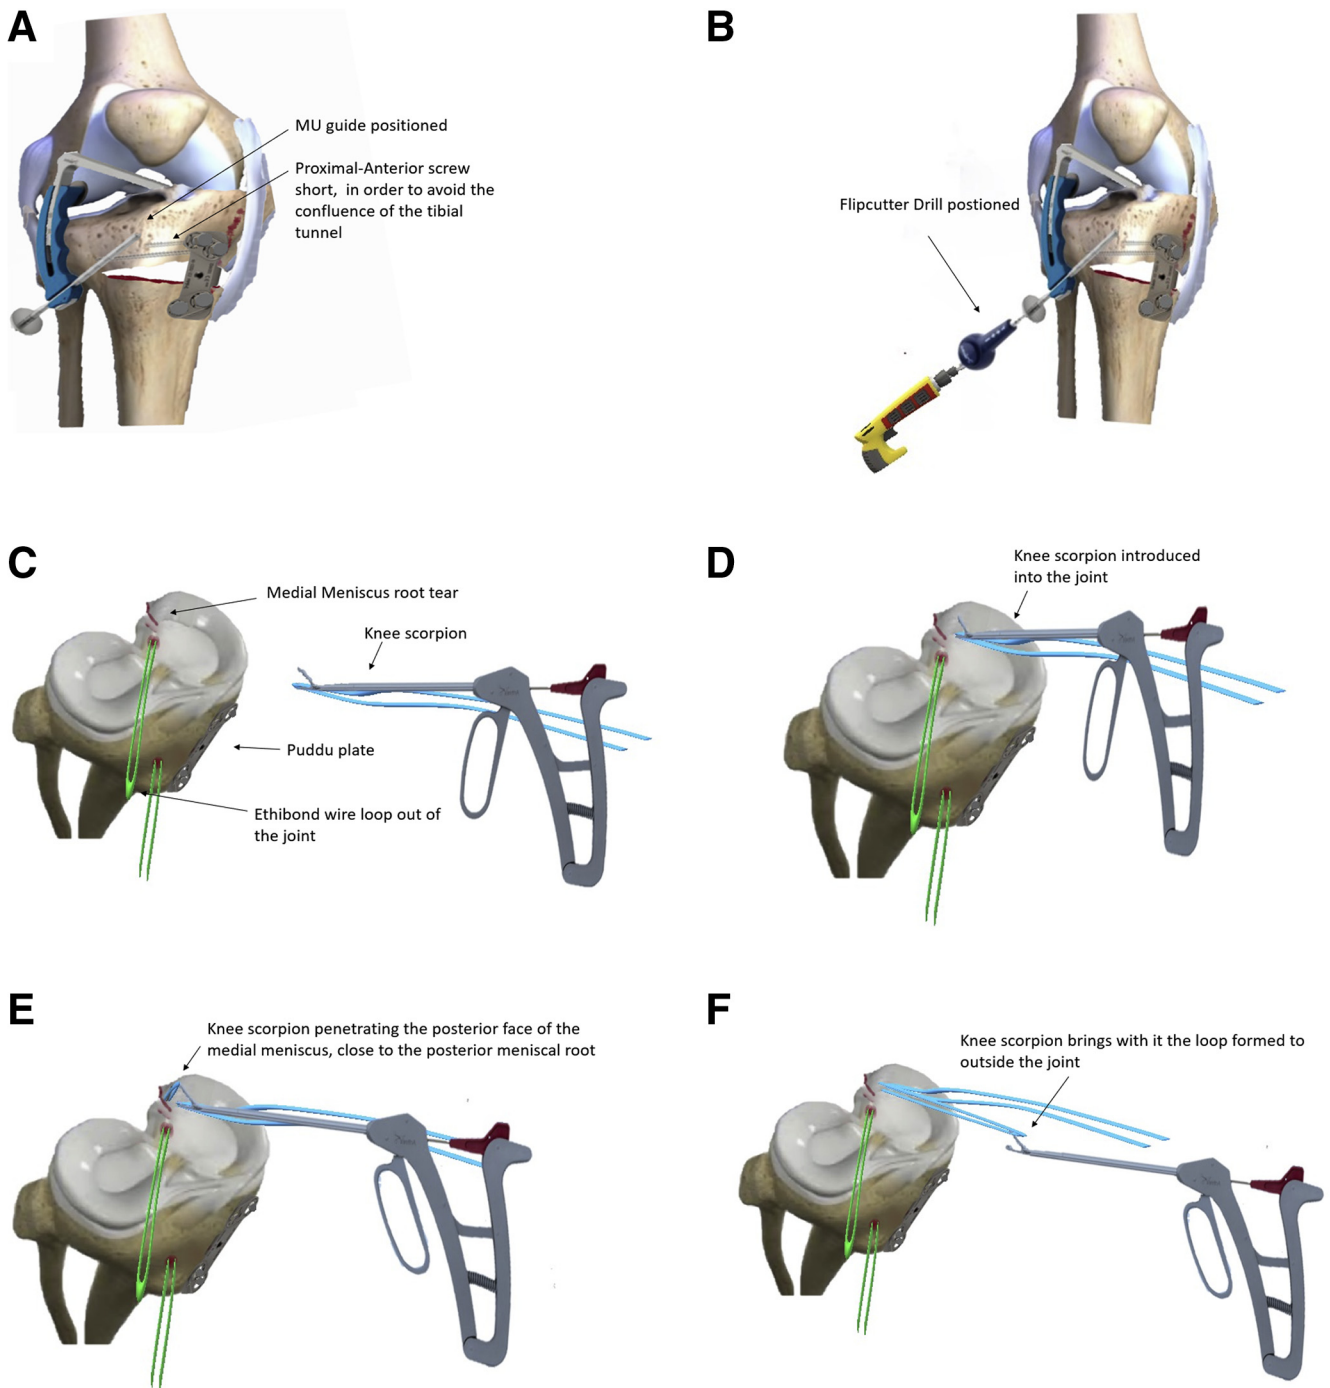 A
MU guide positioned
Proximal-Anterior screw
short, in order to avoid the
confluence of the tibial
tunnel
B
Flipcutter Drill postioned
C
Medial Meniscus root tear
Knee scorpion
Puddu plate
Ethibond wire loop out of
the joint
D
Knee scorpion introduced
into the joint
E
Knee scorpion penetrating the posterior face of the
medial meniscus, close to the posterior meniscal root
F
Knee scorpion brings with it the loop formed to
outside the joint